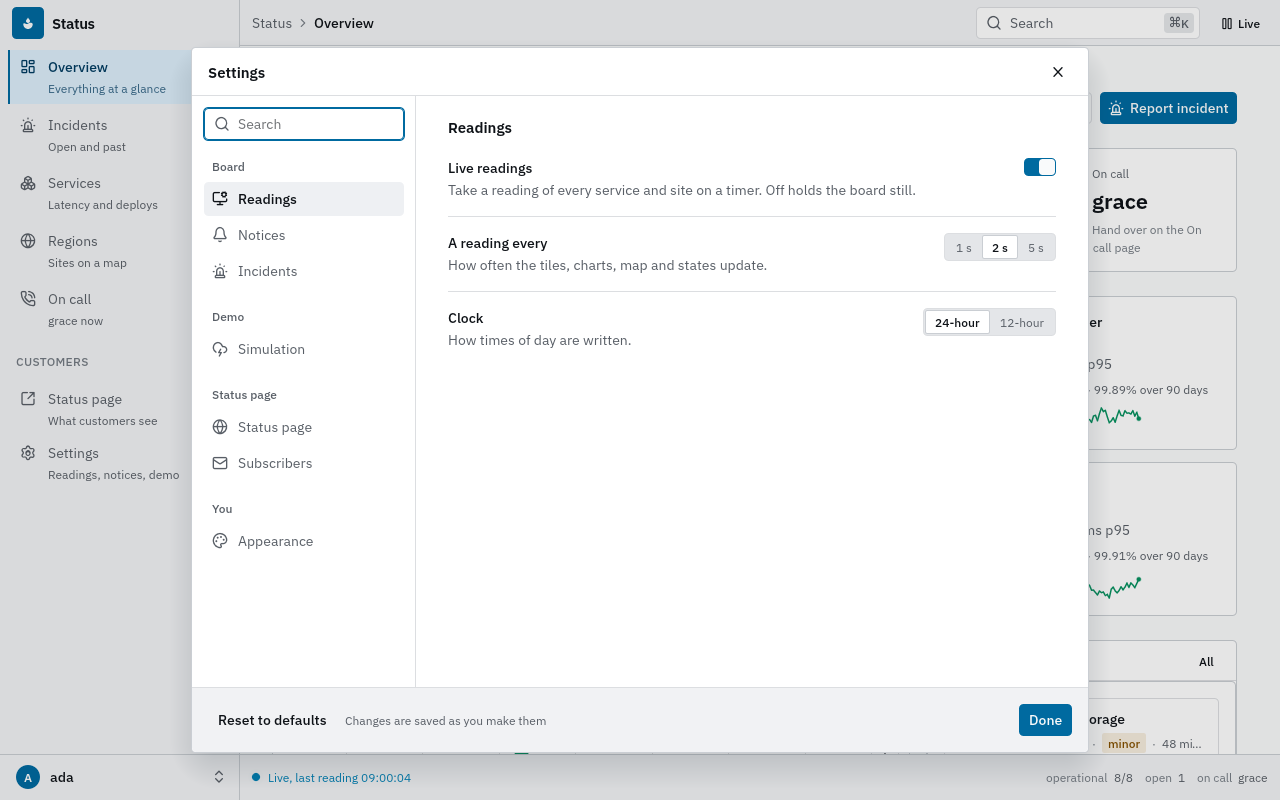 Status
Status > Overview
Search ⌘K
Live
Overview
Everything at a glance
Incidents
Open and past
Services
Latency and deploys
Regions
Sites on a map
On call
grace now
CUSTOMERS
Status page
What customers see
Settings
Readings, notices, demo
A ada
Settings
Search
Board
Readings
Notices
Incidents
Demo
Simulation
Status page
Status page
Subscribers
You
Appearance
Readings
Live readings
Take a reading of every service and site on a timer. Off holds the board still.
A reading every
How often the tiles, charts, map and states update.
1 s 2 s 5 s
Clock
How times of day are written.
24-hour 12-hour
Reset to defaults
Changes are saved as you make them
Done
Report incident
On call
grace
Hand over on the On
call page
p95
99.89% over 90 days
p95
99.91% over 90 days
All
minor · 48 mi...
Live, last reading 09:00:04
operational 8/8 open 1 on call grace